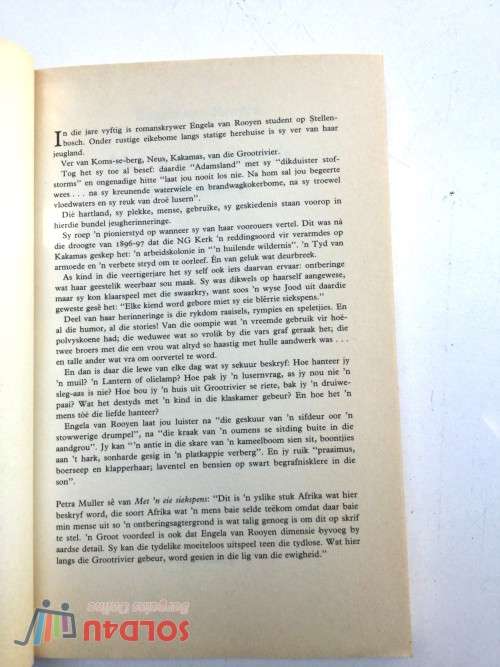 In die jare vyftig is romanskrywer Engela van Rooyen student op Stellen-
bosch. Onder rustige eikebome langs statige herehuise is sy ver van haar
jeugland.
Ver van Koms-se-berg, Neus, Kakamas, van die Grootrivier.
Tog het sy toe al besef: daardie "Adamsland" met sy "dikduister stof-
storms" en ongenadige hitte "laat jou nooit los nie. Na hom sal jou begeerte
wees . . . na sy kreunende waterwiele en brandwagkokerbome, na sy troewel
vloedwaters en sy reuk van droë lusern".
Dié hartland, sy plekke, mense, gebruike, sy geskiedenis staan voorop in
hierdie bundel jeugherinneringe.
Sy roep 'n pionierstyd op wanneer sy van haar voorouers vertel. Dit was ná
die droogte van 1896-97 dat die NG Kerk 'n reddingsoord vir verarmdes op
Kakamas geskep het: 'n arbeidskolonie in "'n huilende wildernis". 'n Tyd van
armoede en 'n verbete stryd om te oorleef. Én van geluk wat deurbreek.
As kind in die veertigerjare het sy self ook iets daarvan ervaar: ontberinge
wat haar geestelik weerbaar sou maak. Sy was dikwels op haarself aangewese,
maar sy kon klaarspeel met die swaarkry, want soos 'n wyse Jood uit daardie
geweste gesê het: "Elke kiend word gebore miet sy eie blêrrie siekspens."
Deel van haar herinneringe is die rykdom raaisels, rympies en speletjies. En
al die humor, al die stories! Van die oompie wat 'n vreemde gebruik vir hoë-
polvyskoene had; die weduwee wat so vrolik by die vars graf geraak het; die
twee broers met die een vrou wat altyd so haastig met hulle aandwerk was . . .
en talle ander wat vra om oorvertel te word.
En dan is daar die lewe van elke dag wat sy sekuur beskryf: Hoe hanteer jy
'n muil? 'n Lantern of olielamp? Hoe pak jy 'n lusernvrag, as jy nou nie 'n
sleg-aas is nie? Hoe bou jy 'n huis uit Grootrivier se riete, bak jy 'n druiwe-
paai? Wat het destyds met 'n kind in die klaskamer gebeur? En hoe het 'n
mens tóé die liefde hanteer?
Engela van Rooyen laat jou luister na "die geskuur van 'n sifdeur oor 'n
stowwerige drumpel", na "die kraak van 'n oumens se sitding buite in die
aandgrou". Jy kan "'n antie in die skare van 'n kameelboom sien sit, boontjies
aan 't hark, sonharde gesig in 'n platkappie verberg". En jy ruik "praaimus,
boerseep en klapperhaar; laventel en bensien op swart begrafnisklere in die
son".
Petra Muller sê van Met 'n eie siekspens: "Dit is 'n yslike stuk Afrika wat hier
beskryf word, die soort Afrika wat 'n mens baie selde teëkom omdat daar baie
min mense uit so 'n ontberingsagtergrond is wat talig genoeg is om dit op skrif
te stel. 'n Groot voordeel is ook dat Engela van Rooyen dimensie byvoeg by
aardse detail. Sy kan die tydelike moeiteloos uitspeel teen die tydlose. Wat hier
langs die Grootrivier gebeur, word gesien in die lig van die ewigheid."
SOLD4U
Bargains Galore